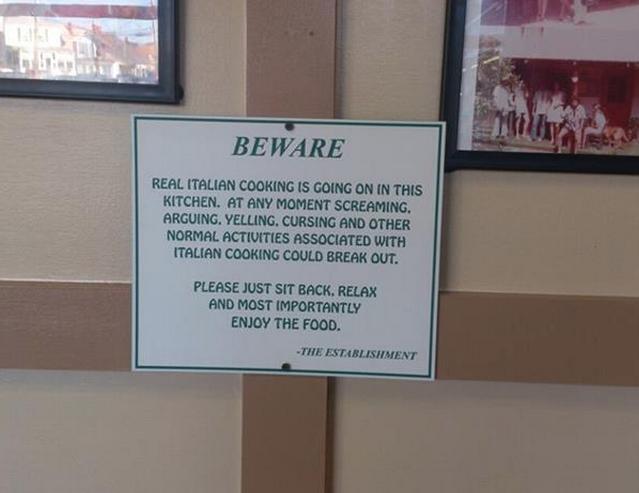 BEWARE
REAL ITALIAN COOKING IS GOING ON IN THIS
KITCHEN. AT ANY MOMENT SCREAMING,
ARGUING, YELLING, CURSING AND OTHER
NORMAL ACTIVITIES ASSOCIATED WITH
ITALIAN COOKING COULD BREAK OUT.
PLEASE JUST SIT BACK, RELAX
AND MOST IMPORTANTLY
ENJOY THE FOOD.
-THE ESTABLISHMENT